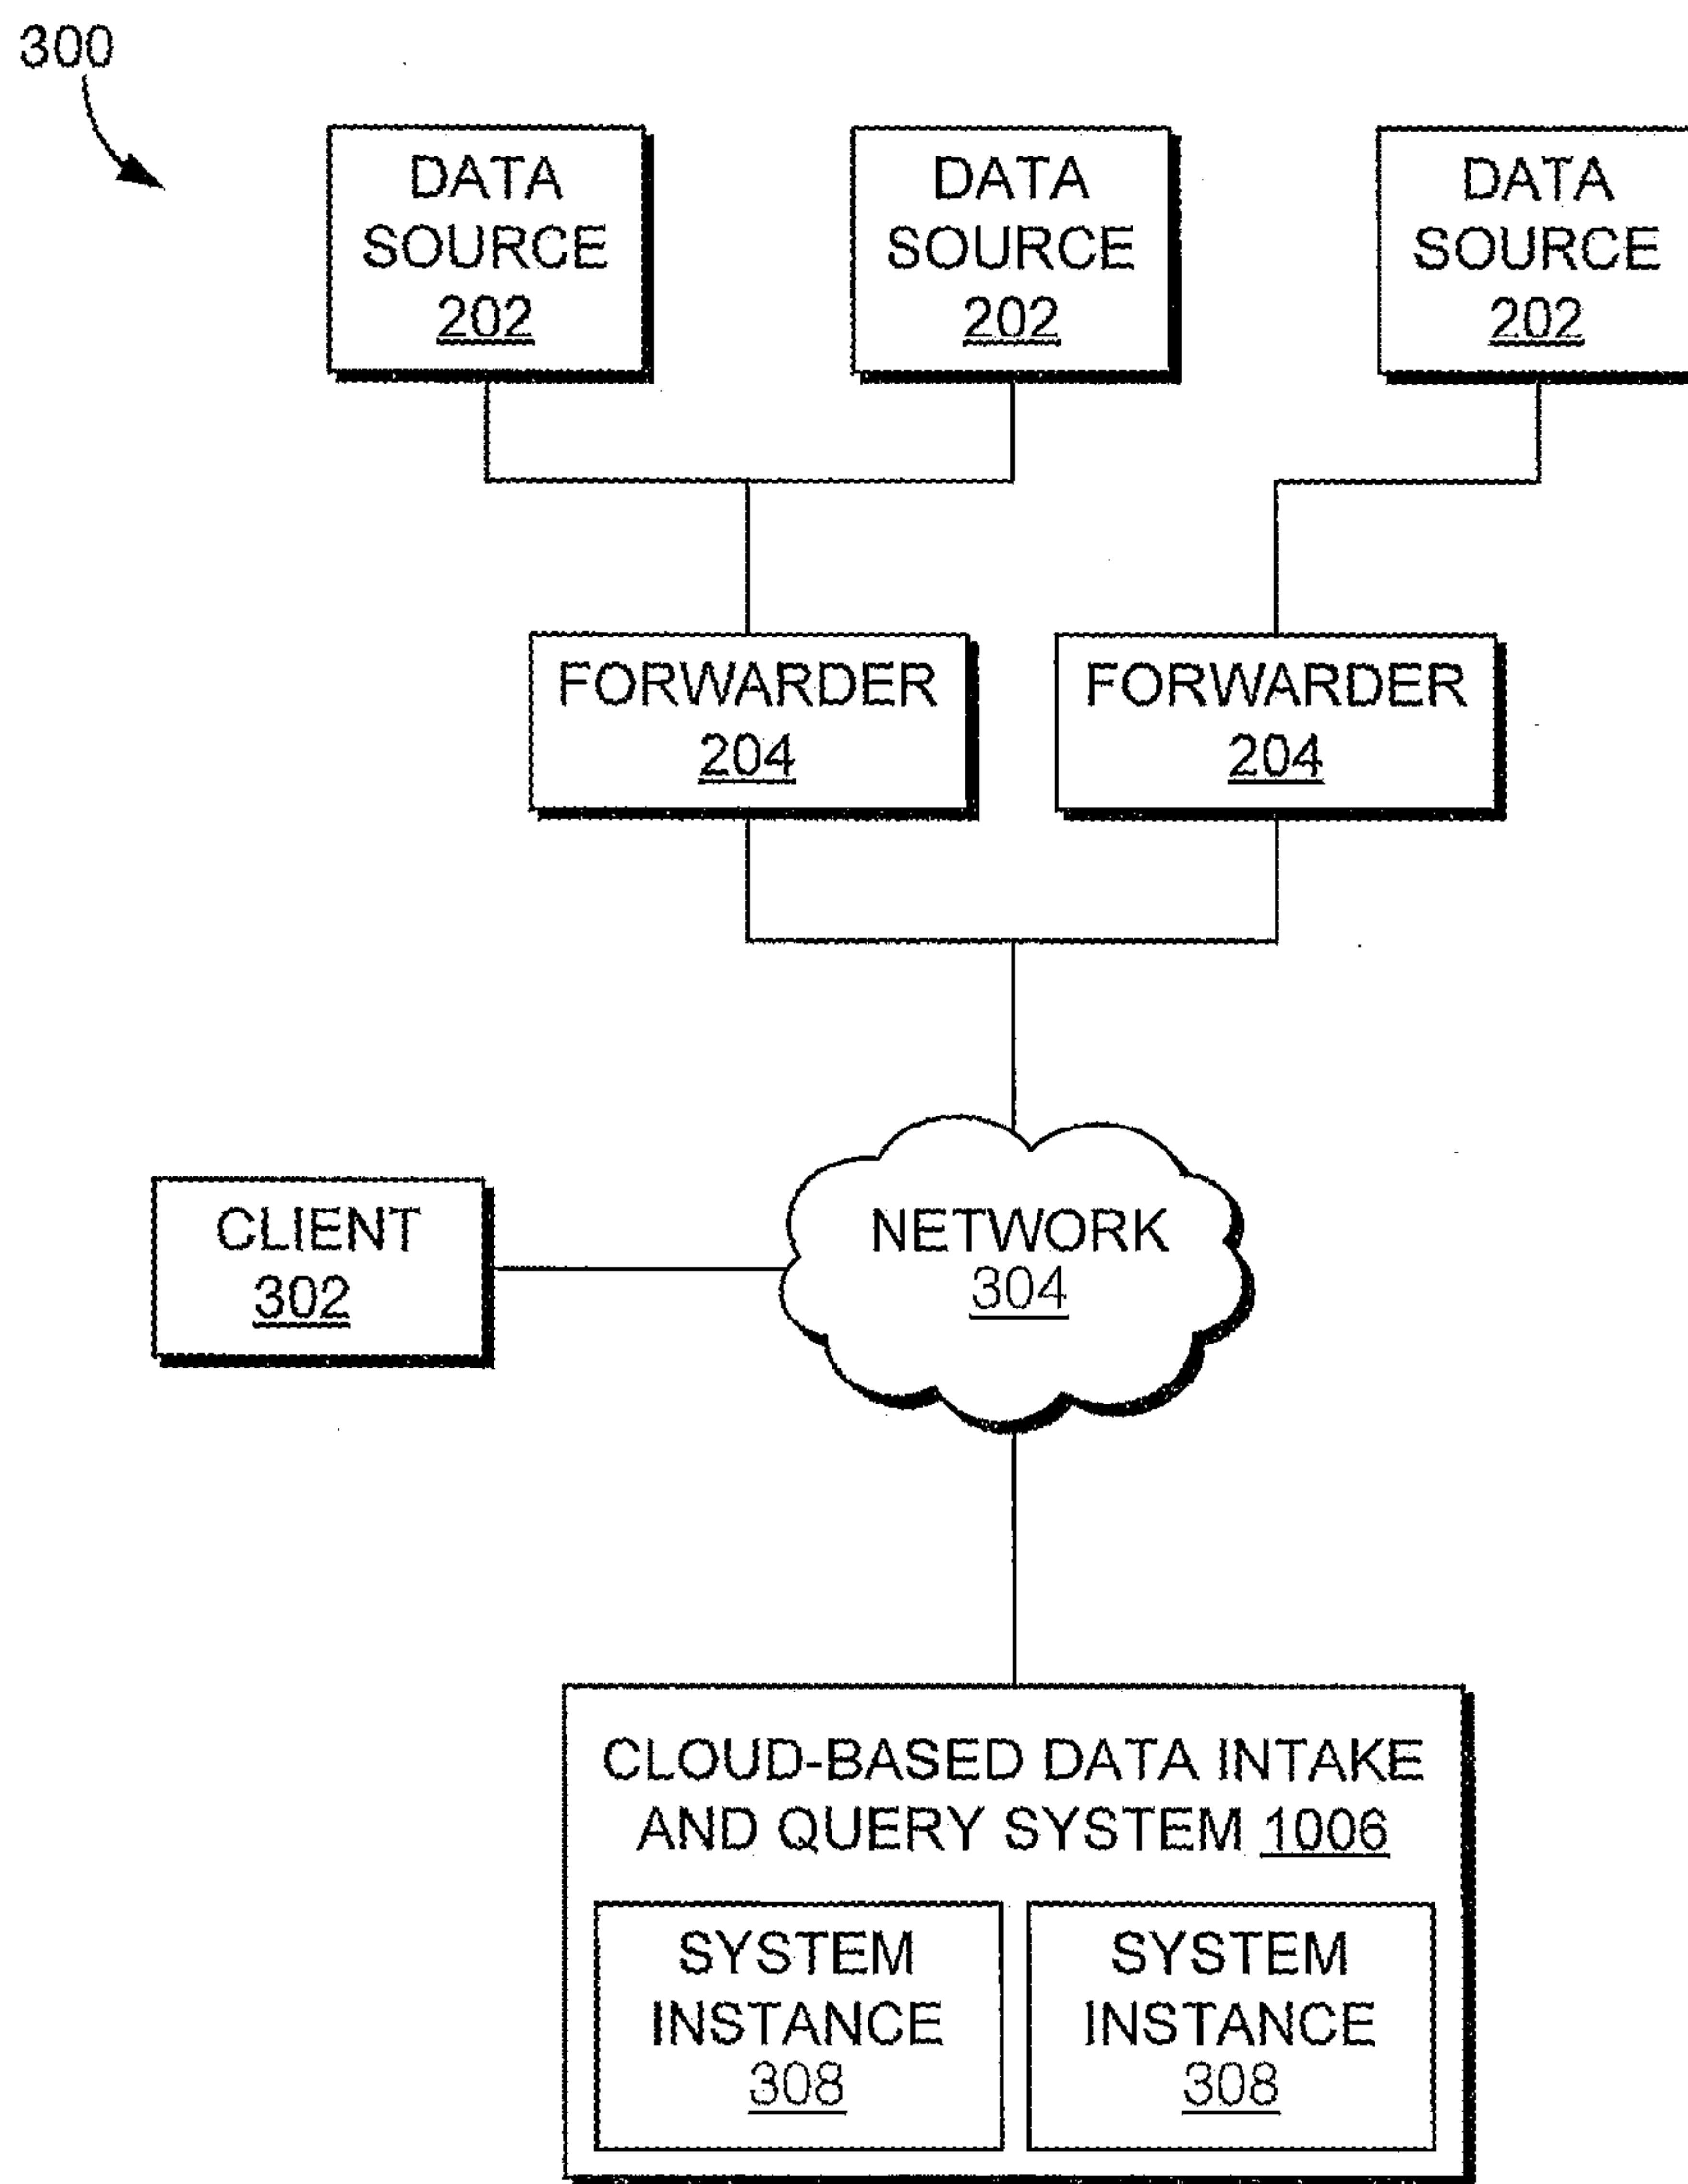 300
DATA
SOURCE
202
DATA
SOURCE
202
DATA
SOURCE
202
FORWARDER
204
FORWARDER
204
CLIENT
302
NETWORK
304
CLOUD-BASED DATA INTAKE
AND QUERY SYSTEM 1006
SYSTEM
INSTANCE
308
SYSTEM
INSTANCE
308